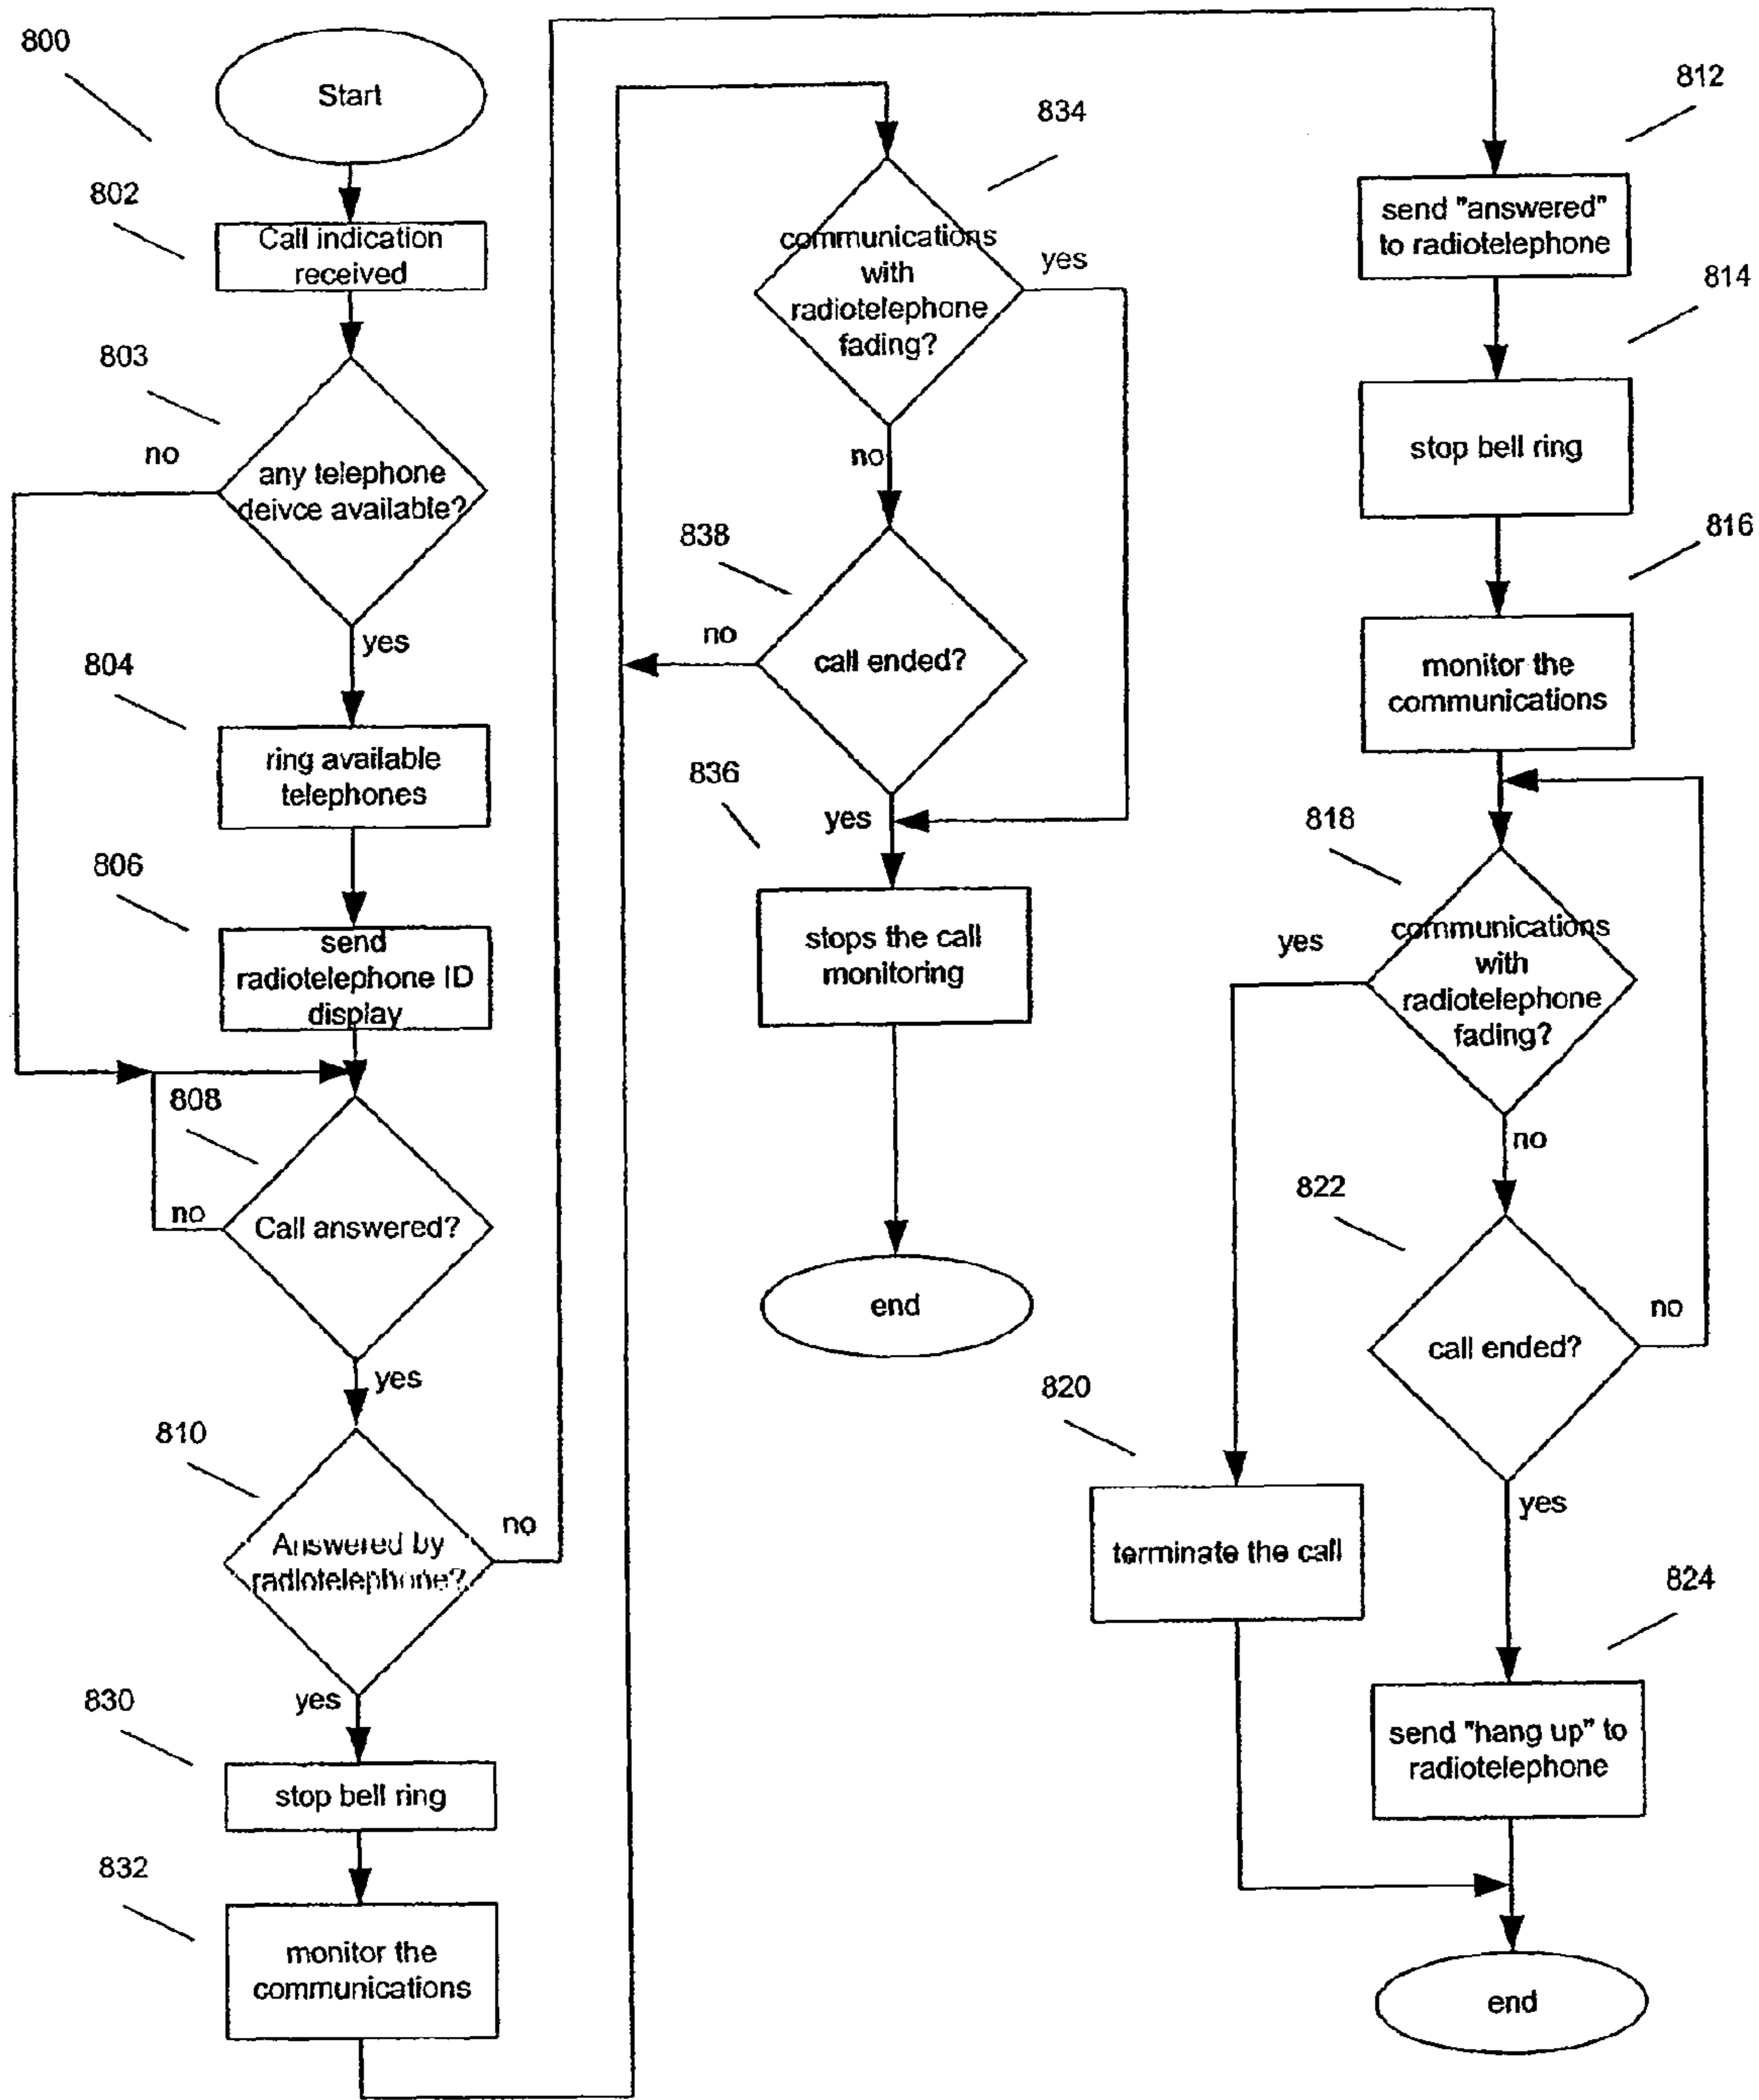 800
Start
802
Call indication
received
803
no
any telephone
deivce available?
yes
804
ring available
telephones
806
send
radiotelephone ID
display
808
no
Call answered?
yes
810
Answered by
radiotelephone?
no
yes
830
stop bell ring
832
monitor the
communications
834
communications
with
radiotelephone
fading?
yes
no
838
no
call ended?
836
yes
stops the call
monitoring
end
812
send "answered"
to radiotelephone
814
stop bell ring
816
monitor the
communications
818
yes
communications
with
radiotelephone
fading?
no
822
call ended?
no
820
terminate the call
yes
824
send "hang up" to
radiotelephone
end